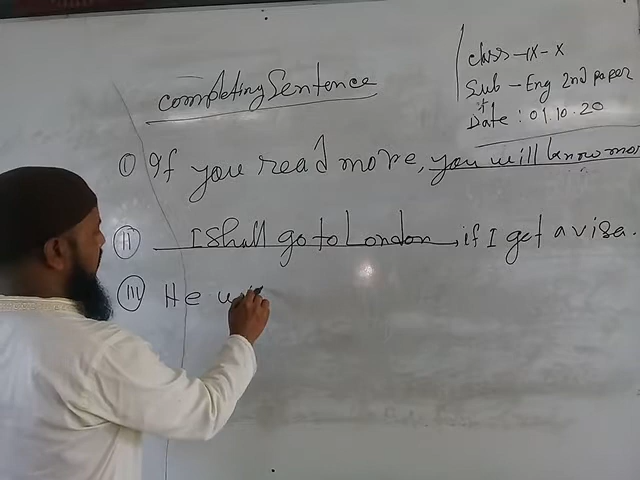 Class - IX - X
Sub - Eng 2nd paper
Date : 01.10.20
Completing Sentence
(i) If you read more, you will know mor
(ii) I shall go to London, if I get a visa.
(iii) He wi